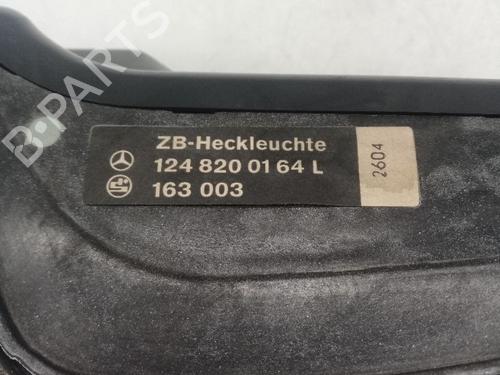 B-PARTS
ZB-Heckleuchte
124 820 01 64 L
163 003
2604